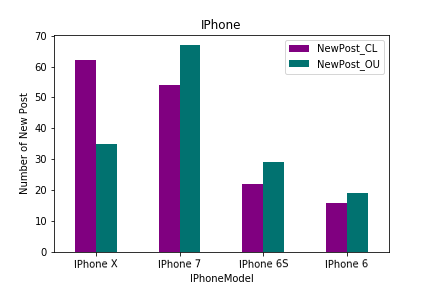 IPhone
NewPost_CL
NewPost_OU
Number of New Post
70
60
50
40
30
20
10
0
IPhone X IPhone 7 IPhone 6S IPhone 6
IPhoneModel